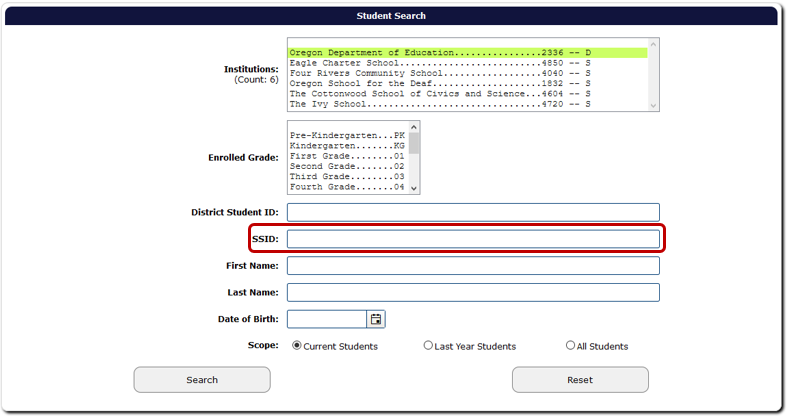 Student Search
Institutions:
(Count: 6)
Oregon Department of Education................2336 -- D
Eagle Charter School..........................4850 -- S
Four Rivers Community School..................4040 -- S
Oregon School for the Deaf....................1832 -- S
The Cottonwood School of Civics and Science...4604 -- S
The Ivy School................................4720 -- S
Enrolled Grade:
Pre-Kindergarten...PK
Kindergarten.......KG
First Grade........01
Second Grade.......02
Third Grade........03
Fourth Grade.......04
District Student ID:
SSID:
First Name:
Last Name:
Date of Birth:
Scope: Current Students Last Year Students All Students
Search Reset